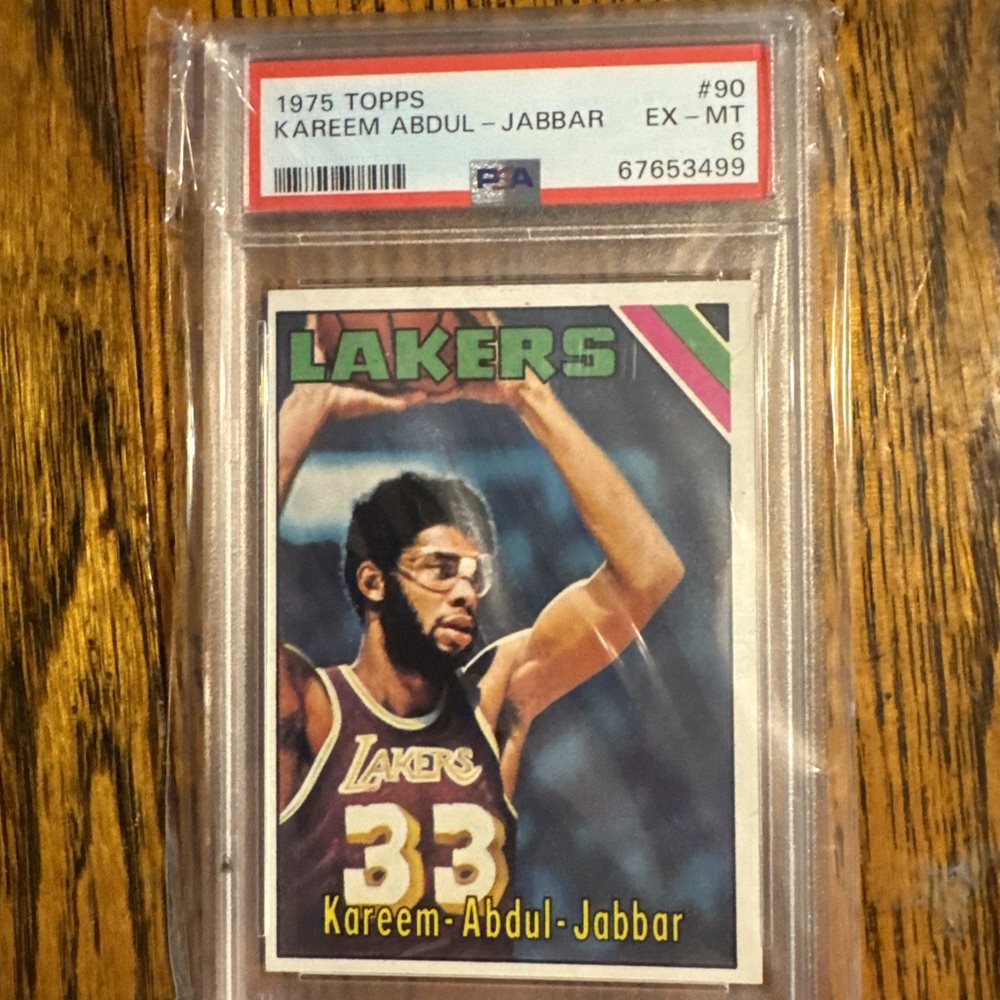 1975 TOPPS #90
KAREEM ABDUL-JABBAR EX-MT
6
PSA 67653499
LAKERS
LAKERS
33
Kareem-Abdul-Jabbar